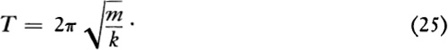 T = 2π √(m/k) · (25)